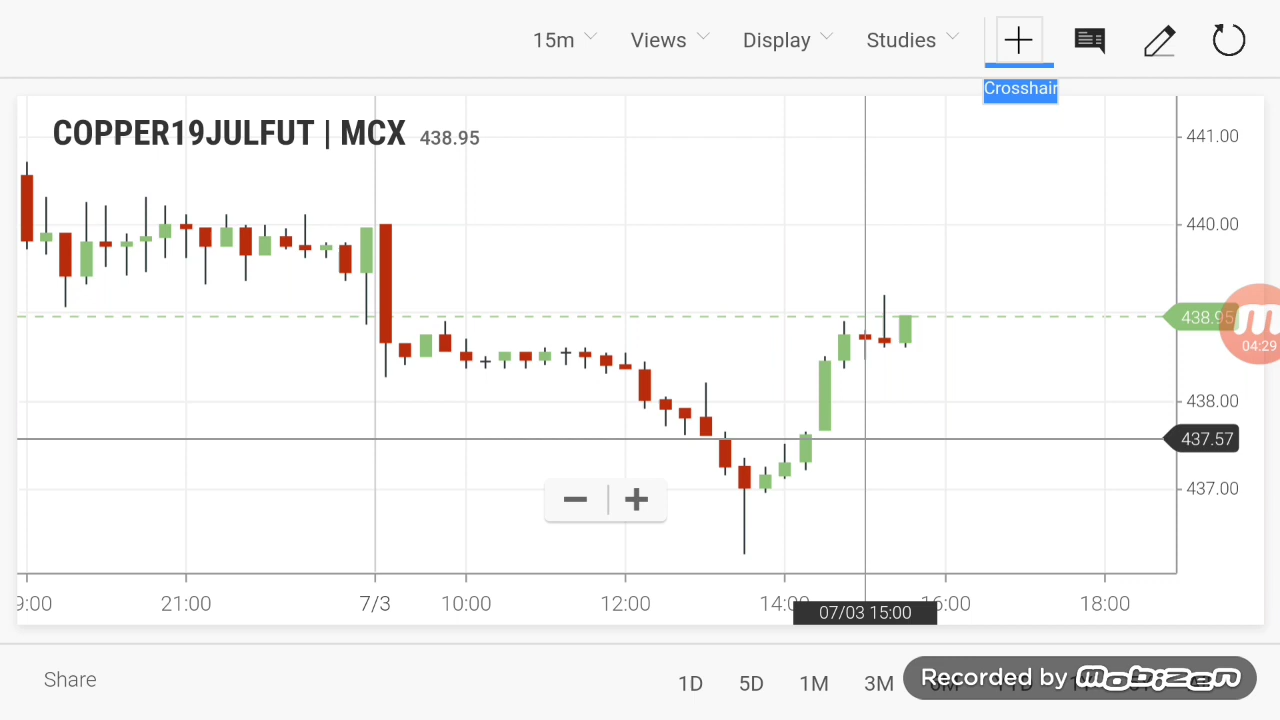 15m Views Display Studies
Crosshair
COPPER19JULFUT | MCX 438.95
441.00
440.00
438.95
04:29
438.00
437.57
437.00
9:00 21:00 7/3 10:00 12:00 14:00 16:00 18:00
07/03 15:00
Share 1D 5D 1M 3M
Recorded by mobizen